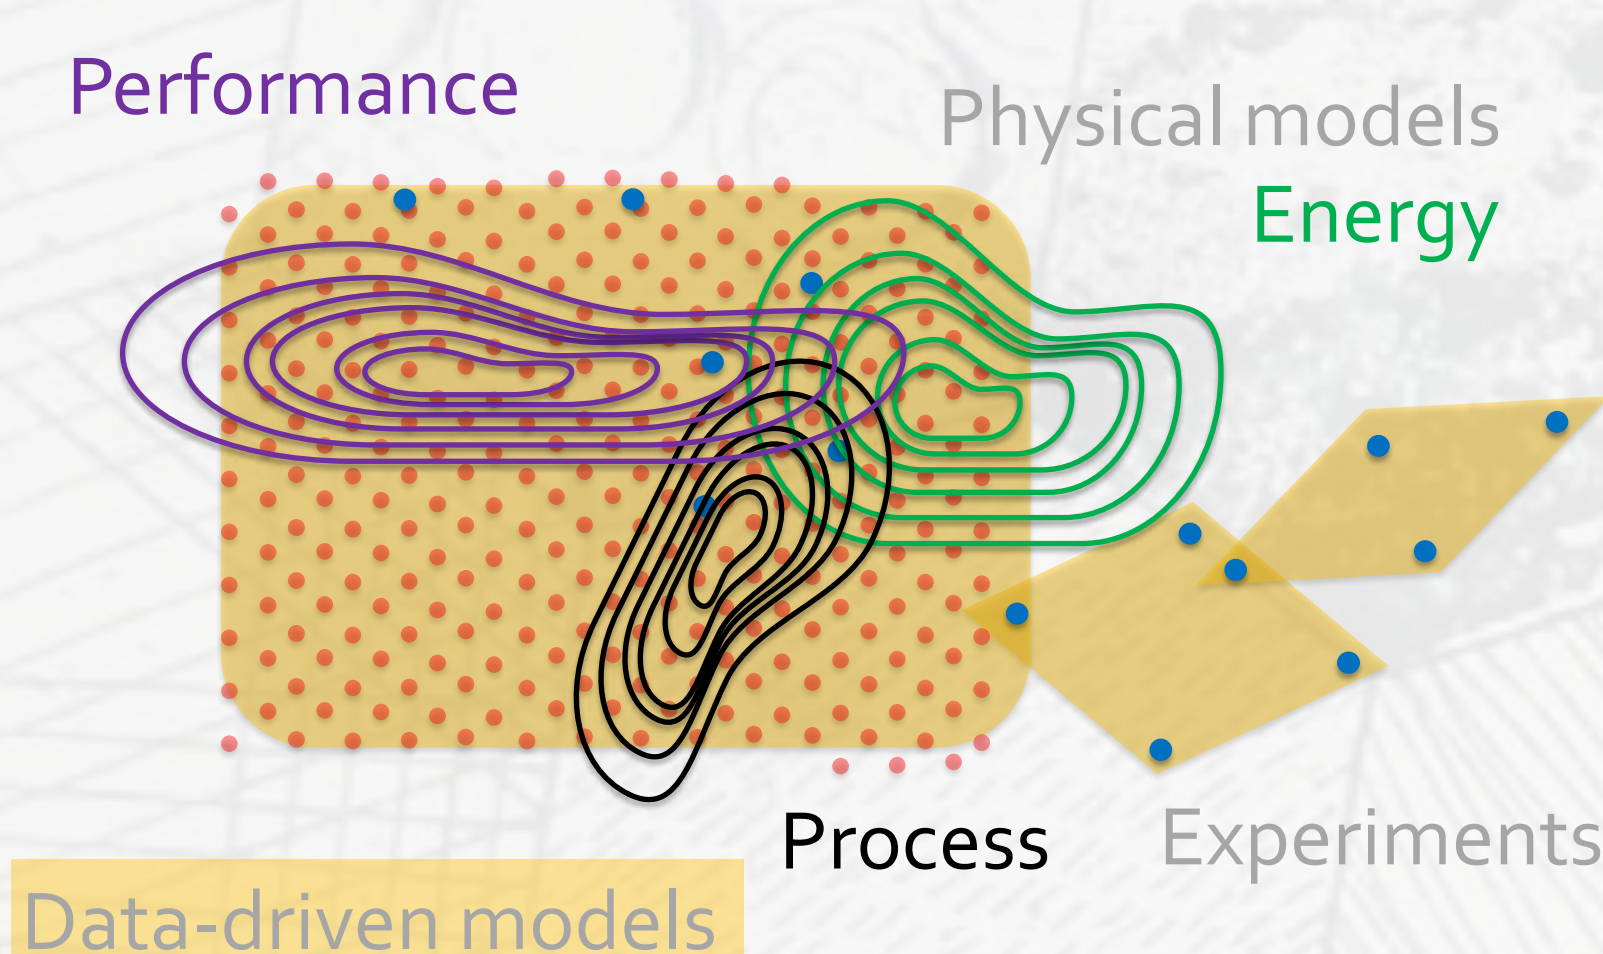 Performance
Physical models
Energy
Process
Experiments
Data-driven models